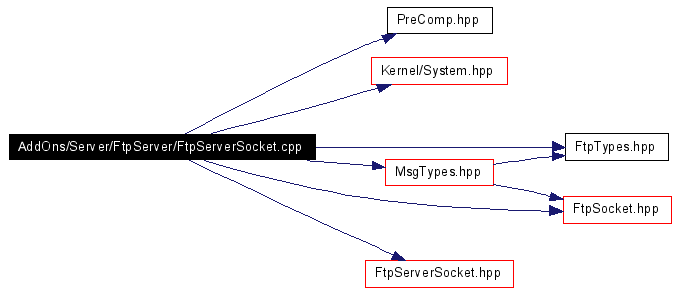 PreComp.hpp
Kernel/System.hpp
AddOns/Server/FtpServer/FtpServerSocket.cpp
FtpTypes.hpp
MsgTypes.hpp
FtpSocket.hpp
FtpServerSocket.hpp